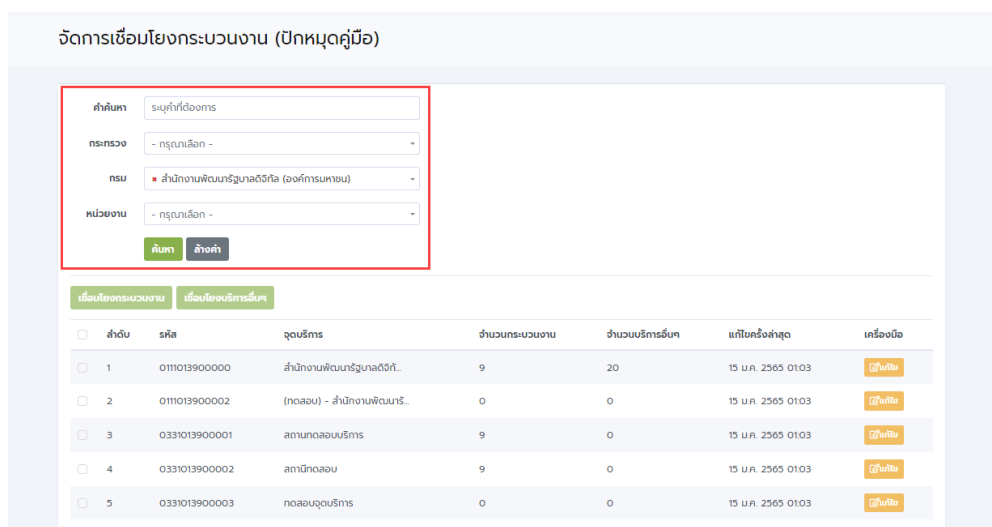 จัดการเชื่อมโยงกระบวนงาน (ปักหมุดคู่มือ)
คำค้นหา ระบุคำที่ต้องการ
กระทรวง - กรุณาเลือก -
กรม × สำนักงานพัฒนารัฐบาลดิจิทัล (องค์การมหาชน)
หน่วยงาน - กรุณาเลือก -
ค้นหา ล้างค่า
เชื่อมโยงกระบวนงาน เชื่อมโยงบริการอื่นๆ
ลำดับ รหัส จุดบริการ จำนวนกระบวนงาน จำนวนบริการอื่นๆ แก้ไขครั้งล่าสุด เครื่องมือ
1 0111013900000 สำนักงานพัฒนารัฐบาลดิจิทั... 9 20 15 ม.ค. 2565 01:03 แก้ไข
2 0111013900002 (ทดสอบ) - สำนักงานพัฒนารั... 0 0 15 ม.ค. 2565 01:03 แก้ไข
3 0331013900001 สถานทดสอบบริการ 9 0 15 ม.ค. 2565 01:03 แก้ไข
4 0331013900002 สถานีทดสอบ 9 0 15 ม.ค. 2565 01:03 แก้ไข
5 0331013900003 ทดสอบจุดบริการ 0 0 15 ม.ค. 2565 01:03 แก้ไข